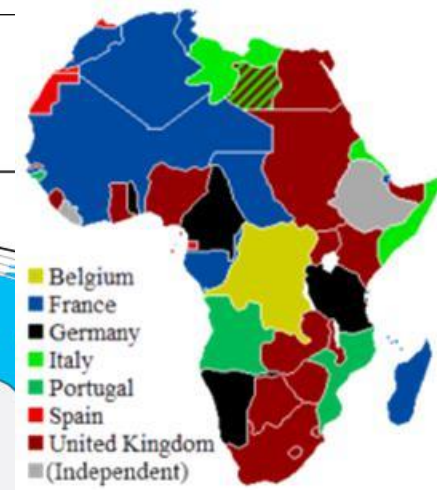 Belgium
France
Germany
Italy
Portugal
Spain
United Kingdom
(Independent)